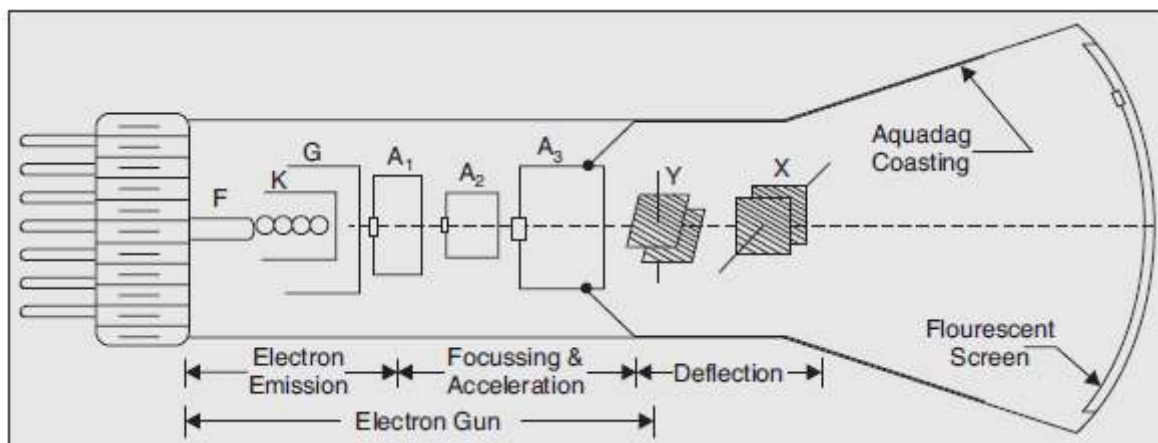 G
A1
A3
K
A2
Y
X
F
Aquadag
Coasting
Flourescent
Screen
Electron
Emission
Focussing &
Acceleration
Deflection
Electron Gun